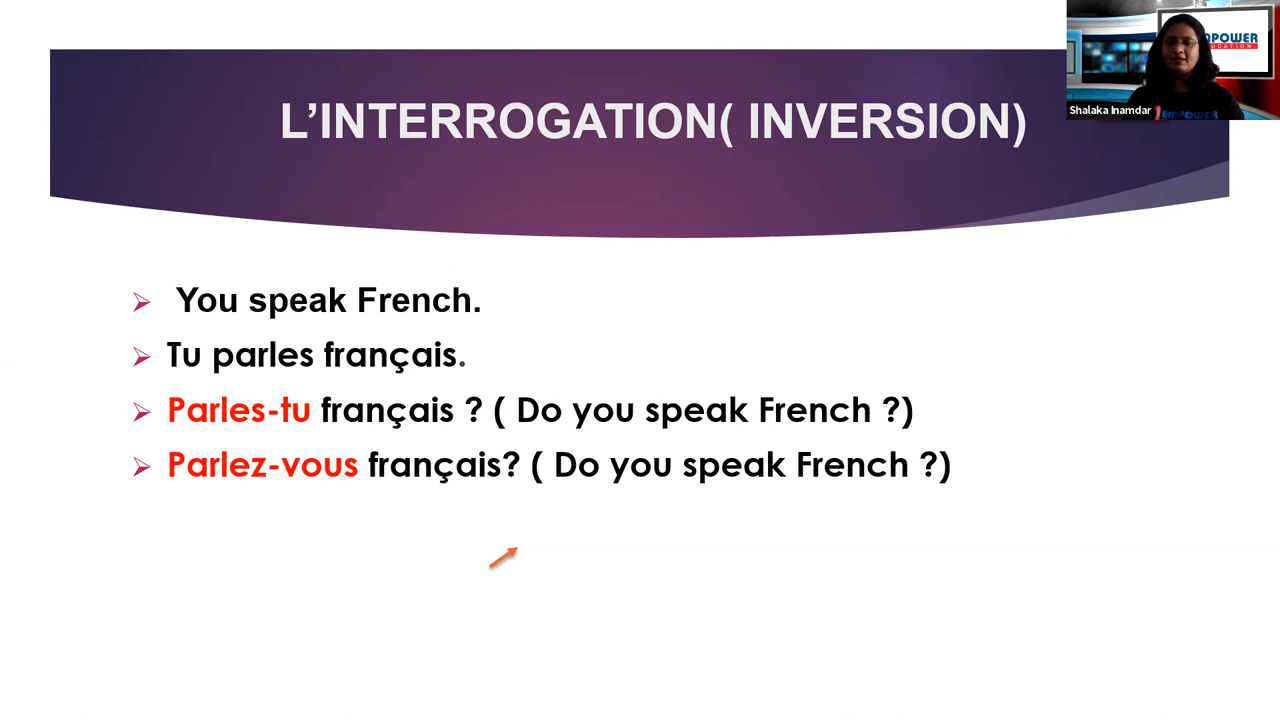 L’INTERROGATION( INVERSION)
You speak French.
Tu parles français.
Parles-tu français ? ( Do you speak French ?)
Parlez-vous français? ( Do you speak French ?)
Shalaka Inamdar